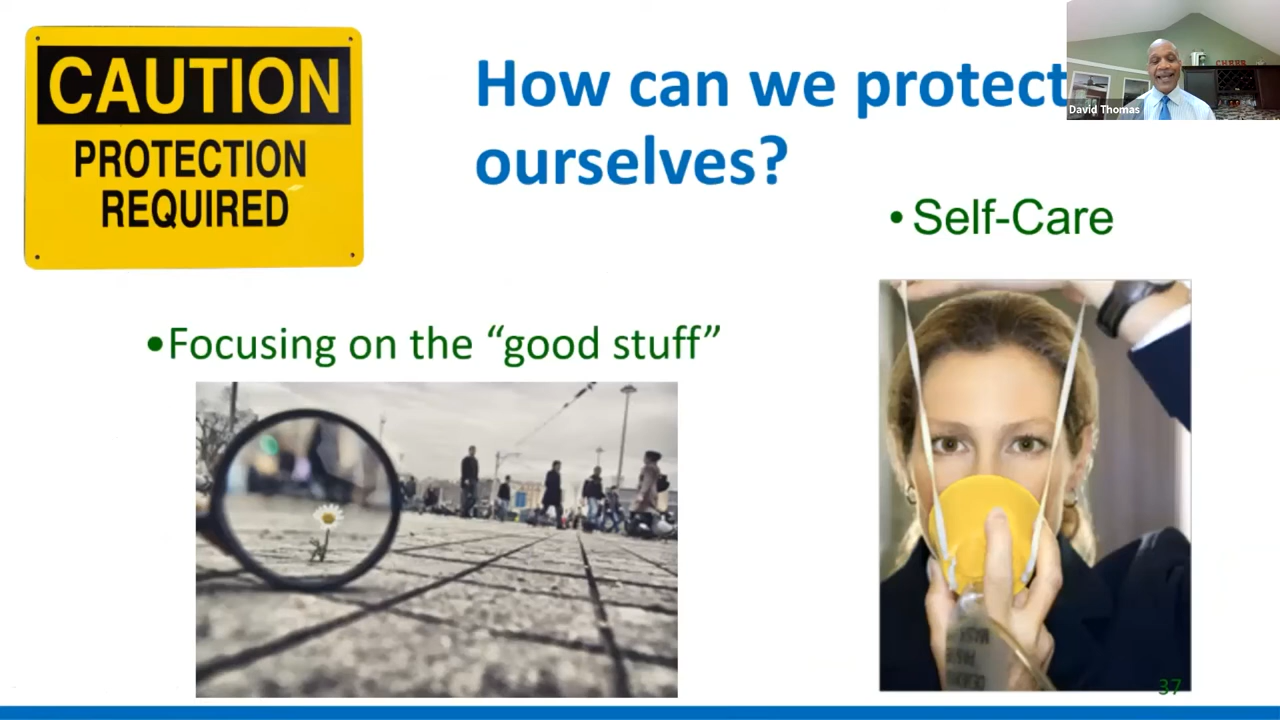 CAUTION
PROTECTION
REQUIRED
How can we protect
ourselves?
David Thomas
• Self-Care
•Focusing on the “good stuff”
37